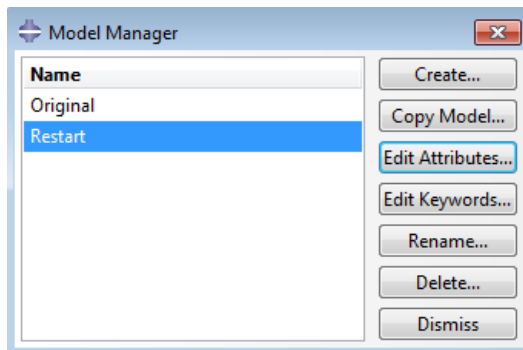 Model Manager
Name
Original
Restart
Create...
Copy Model...
Edit Attributes...
Edit Keywords...
Rename...
Delete...
Dismiss